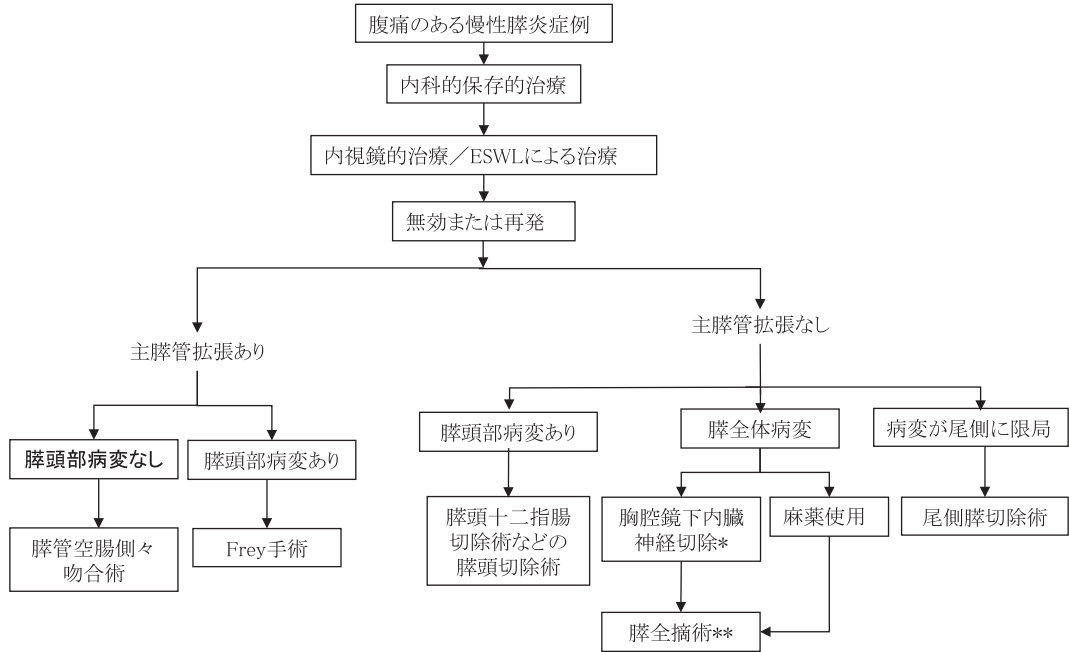 腹痛のある慢性膵炎症例
内科的保存的治療
内視鏡的治療／ESWLによる治療
無効または再発
主膵管拡張あり
主膵管拡張なし
膵頭部病変なし
膵頭部病変あり
膵頭部病変あり
膵全体病変
病変が尾側に限局
膵管空腸側々
吻合術
Frey手術
膵頭十二指腸
切除術などの
膵頭切除術
胸腔鏡下内臓
神経切除*
麻薬使用
尾側膵切除術
膵全摘術**